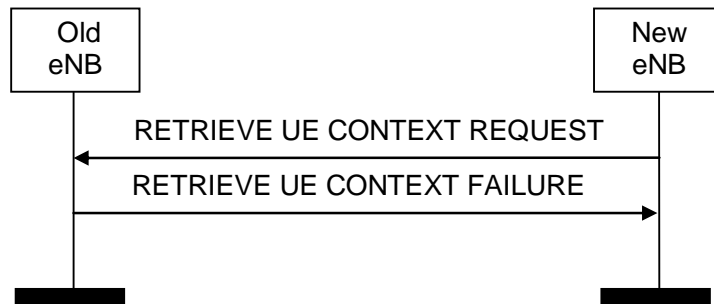 Old
eNB
New
eNB
RETRIEVE UE CONTEXT REQUEST
RETRIEVE UE CONTEXT FAILURE